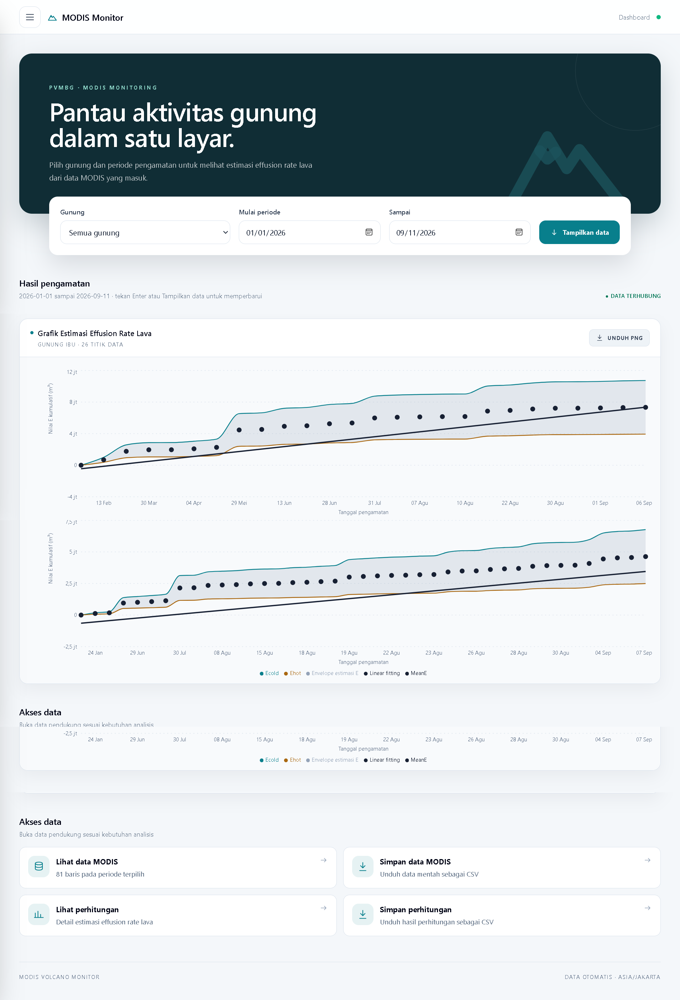 MODIS Monitor
Dashboard
PVMBG - MODIS MONITORING
Pantau aktivitas gunung
dalam satu layar.
Pilih gunung dan periode pengamatan untuk melihat estimasi effusion rate lava
dari data MODIS yang masuk.
Gunung
Mulai periode
Sampai
Semua gunung
01/01/2026
09/11/2026
Tampilkan data
Hasil pengamatan
2026-01-01 sampai 2026-09-11 · tekan Enter atau Tampilkan data untuk memperbarui
DATA TERHUBUNG
Grafik Estimasi Effusion Rate Lava
GUNUNG IBU · 26 TITIK DATA
UNDUH PNG
Nilai E kumulatif (m³)
12 jt
8 jt
4 jt
0
-4 jt
13 Feb
30 Mar
04 Apr
29 Mei
13 Jun
28 Jun
31 Jul
07 Agu
10 Agu
22 Agu
30 Agu
01 Sep
06 Sep
Tanggal pengamatan
Nilai E kumulatif (m³)
7,5 jt
5 jt
2,5 jt
0
-2,5 jt
24 Jan
29 Jun
30 Jul
08 Agu
15 Agu
18 Agu
19 Agu
22 Agu
23 Agu
26 Agu
28 Agu
30 Agu
04 Sep
07 Sep
Tanggal pengamatan
Ecold
Ehot
Envelope estimasi E
Linear fitting
MeanE
Akses data
Buka data pendukung sesuai kebutuhan analisis
-2,5 jt
24 Jan
29 Jun
30 Jul
08 Agu
15 Agu
18 Agu
19 Agu
22 Agu
23 Agu
26 Agu
28 Agu
30 Agu
04 Sep
07 Sep
Tanggal pengamatan
Ecold
Ehot
Envelope estimasi E
Linear fitting
MeanE
Akses data
Buka data pendukung sesuai kebutuhan analisis
Lihat data MODIS
81 baris pada periode terpilih
Simpan data MODIS
Unduh data mentah sebagai CSV
Lihat perhitungan
Detail estimasi effusion rate lava
Simpan perhitungan
Unduh hasil perhitungan sebagai CSV
MODIS VOLCANO MONITOR
DATA OTOMATIS · ASIA/JAKARTA